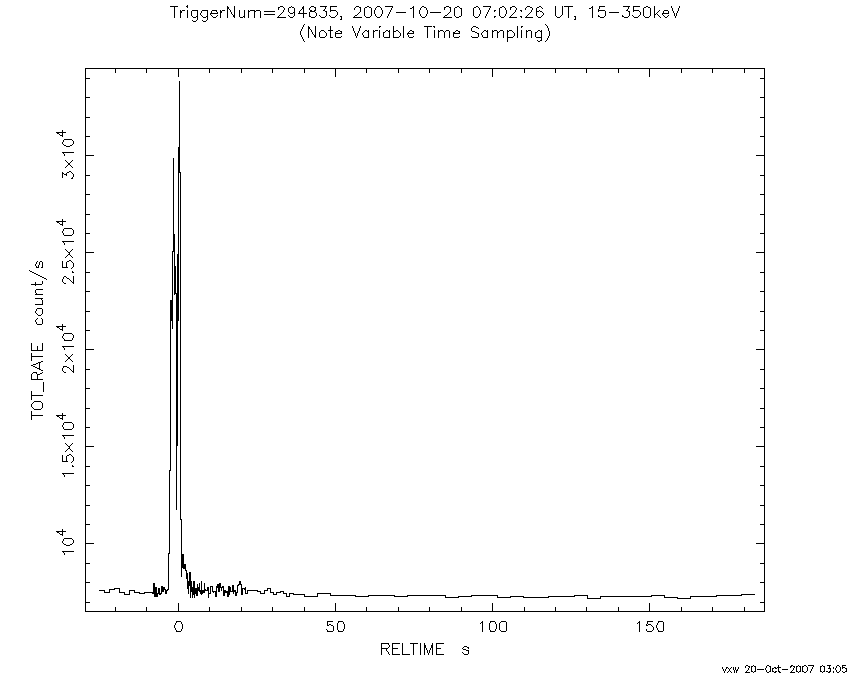 TriggerNum=294835, 2007-10-20 07:02:26 UT, 15-350keV
(Note Variable Time Sampling)
3×10⁴
2.5×10⁴
2×10⁴
1.5×10⁴
10⁴
TOT_RATE count/s
0 50 100 150
RELTIME s
vxw 20-Oct-2007 03:05